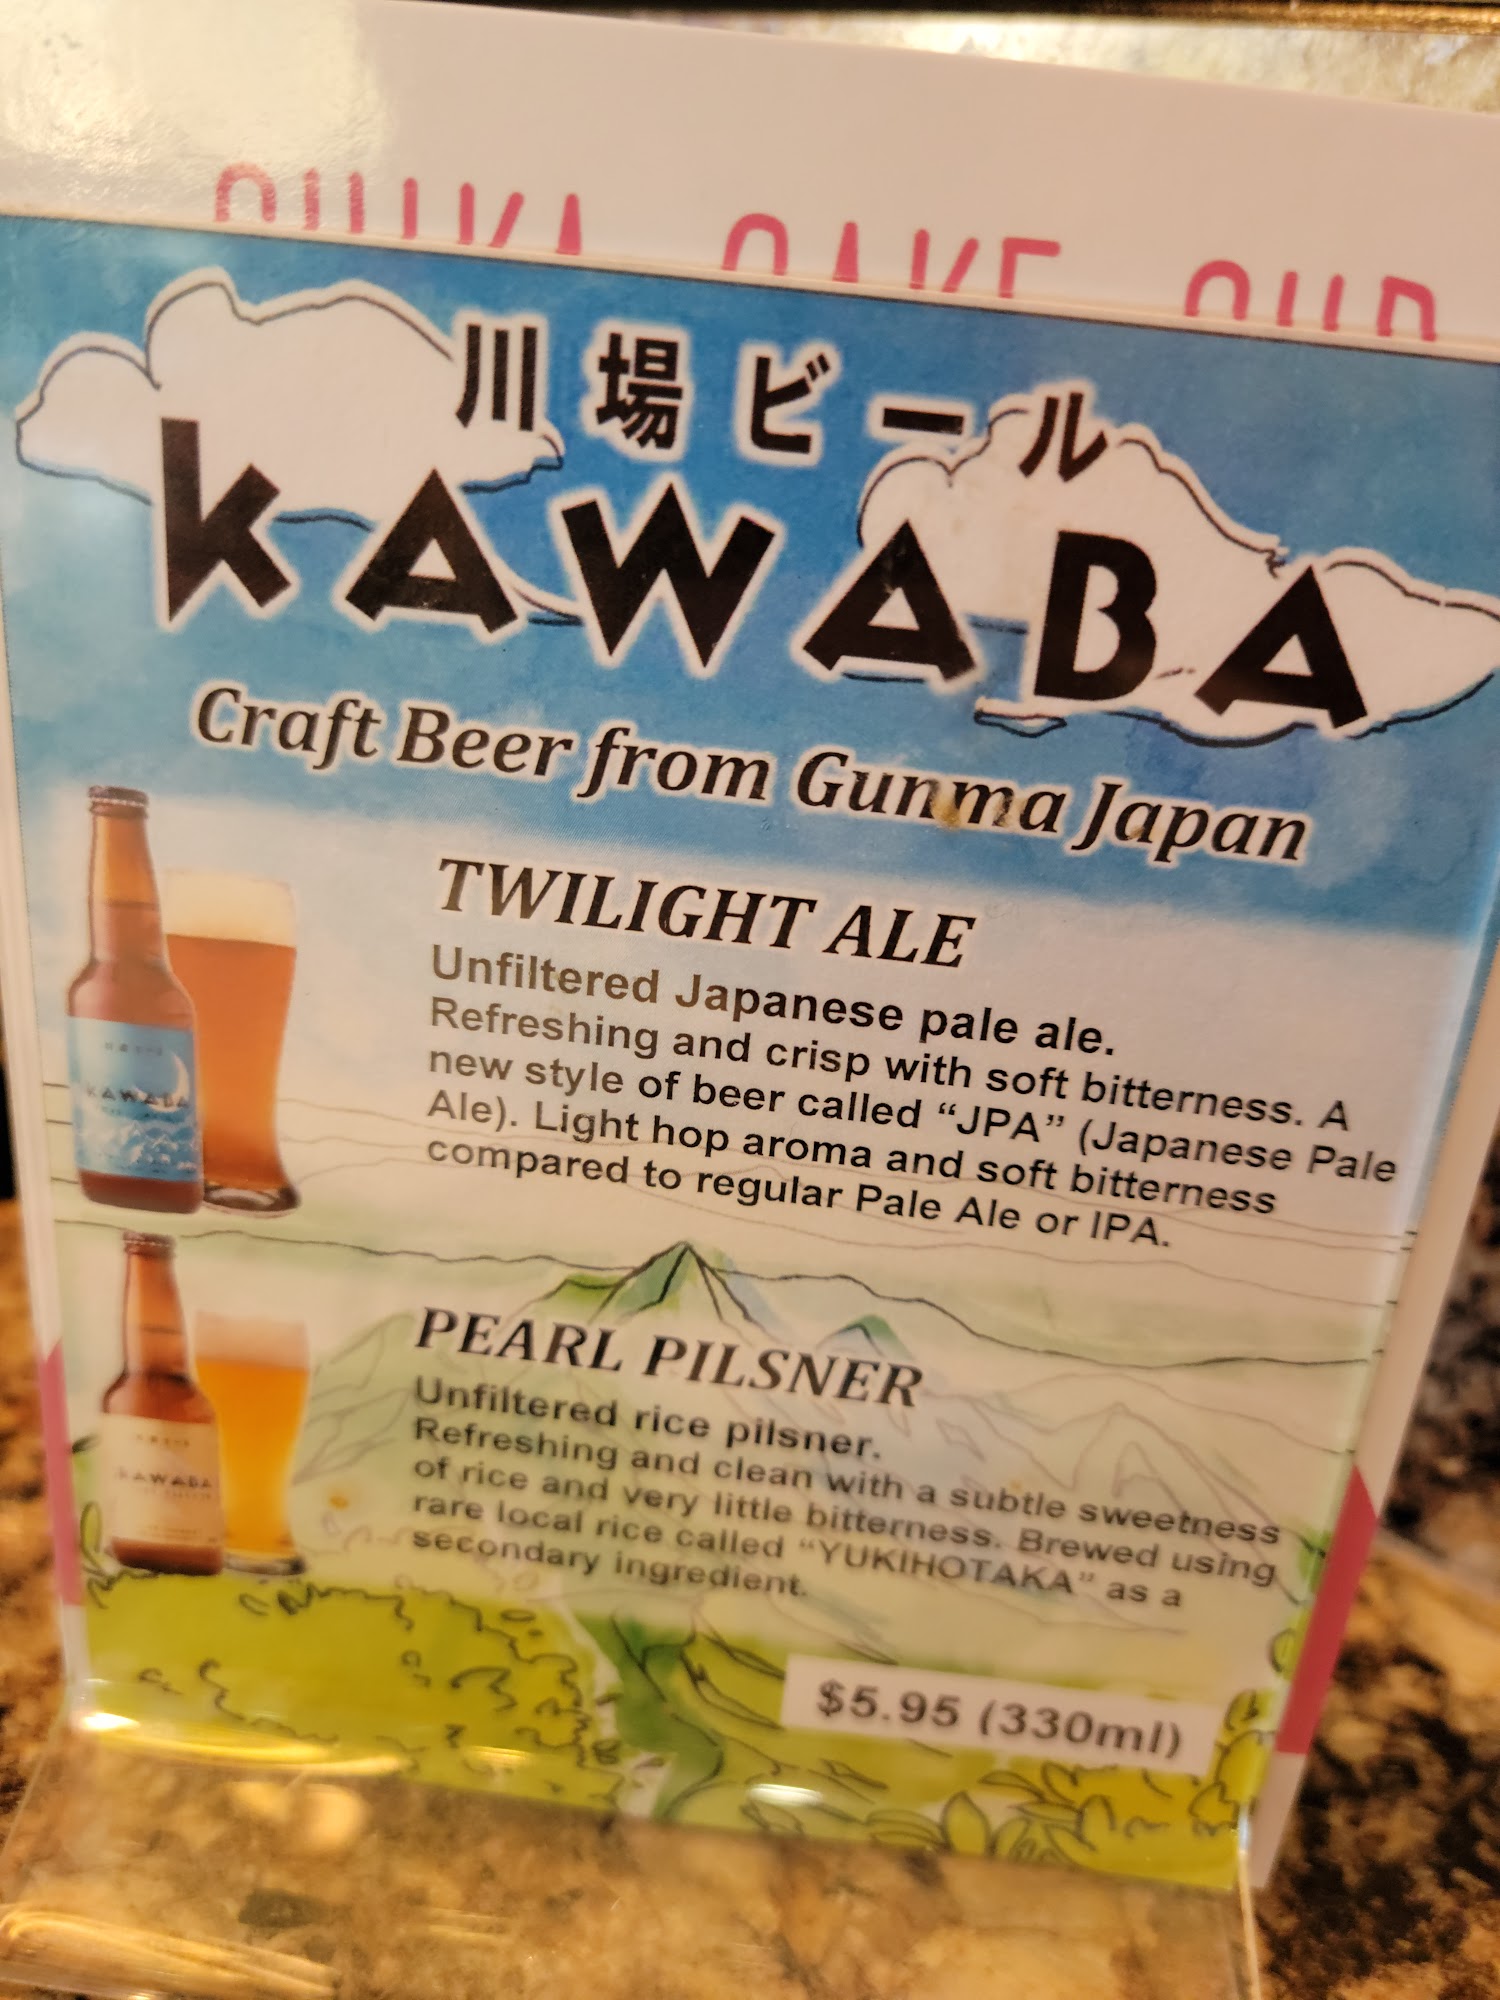 川場ビール
KAWABA
Craft Beer from Gunma Japan
TWILIGHT ALE
Unfiltered Japanese pale ale.
Refreshing and crisp with soft bitterness. A
new style of beer called “JPA” (Japanese Pale
Ale). Light hop aroma and soft bitterness
compared to regular Pale Ale or IPA.
KAWABA
PEARL PILSNER
Unfiltered rice pilsner.
Refreshing and clean with a subtle sweetness
of rice and very little bitterness. Brewed using
rare local rice called “YUKIHOTAKA” as a
secondary ingredient.
KAWABA
$5.95 (330ml)